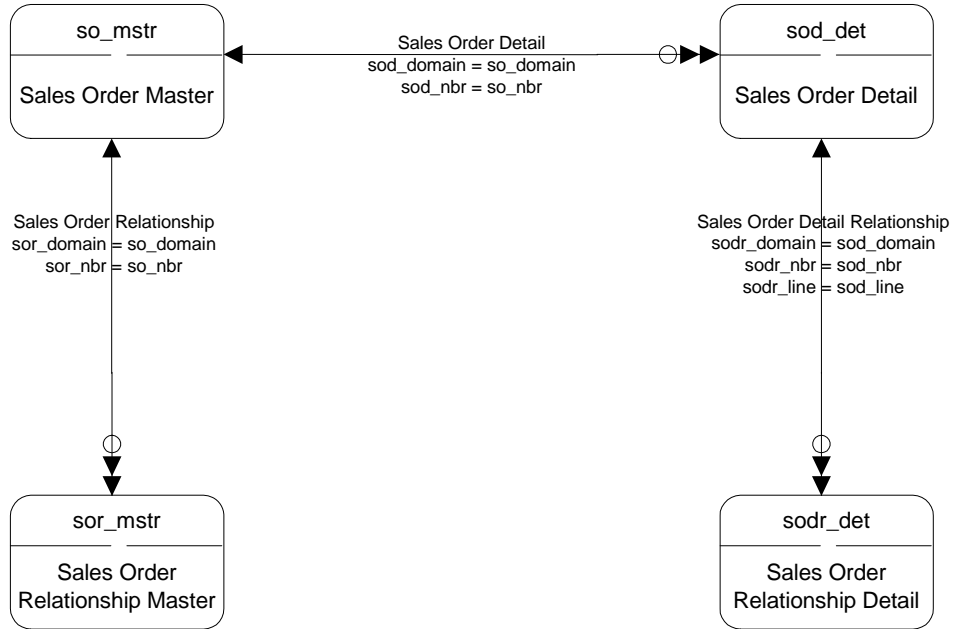 so_mstr
Sales Order Master
Sales Order Detail
sod_domain = so_domain
sod_nbr = so_nbr
sod_det
Sales Order Detail
Sales Order Relationship
sor_domain = so_domain
sor_nbr = so_nbr
Sales Order Detail Relationship
sodr_domain = sod_domain
sodr_nbr = sod_nbr
sodr_line = sod_line
sor_mstr
Sales Order
Relationship Master
sodr_det
Sales Order
Relationship Detail